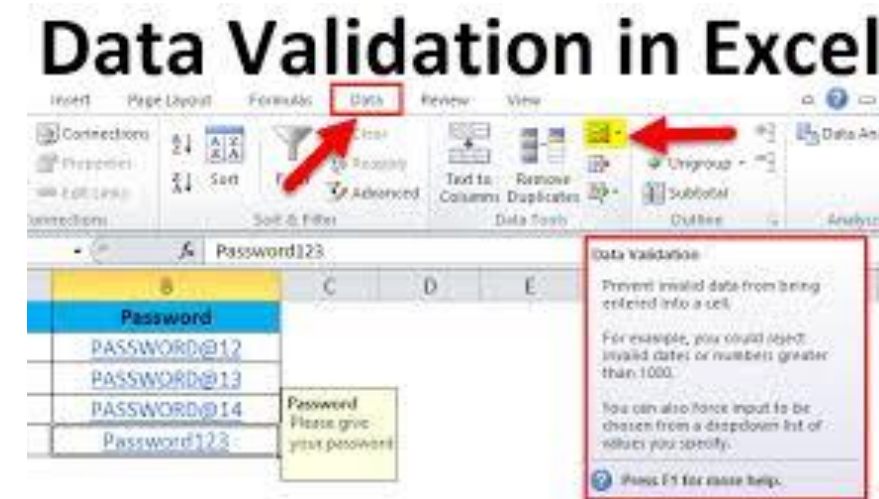 Data Validation in Excel
Insert Page Layout Formulas Data Review View
Connections Clear Data An
Properties Sort Reapply Text to Remove Ungroup
Edit Links Advanced Columns Duplicates Subtotal
Sort & Filter Data Tools Outline
fx Password123
B C D E
Password
PASSWORD@12
PASSWORD@13
PASSWORD@14
Password123
Password
Please give
your password
Data Validation
Prevent invalid data from being
entered into a cell.
For example, you could reject
invalid dates or numbers greater
than 1000.
You can also force input to be
chosen from a dropdown list of
values you specify.
Press F1 for more help.